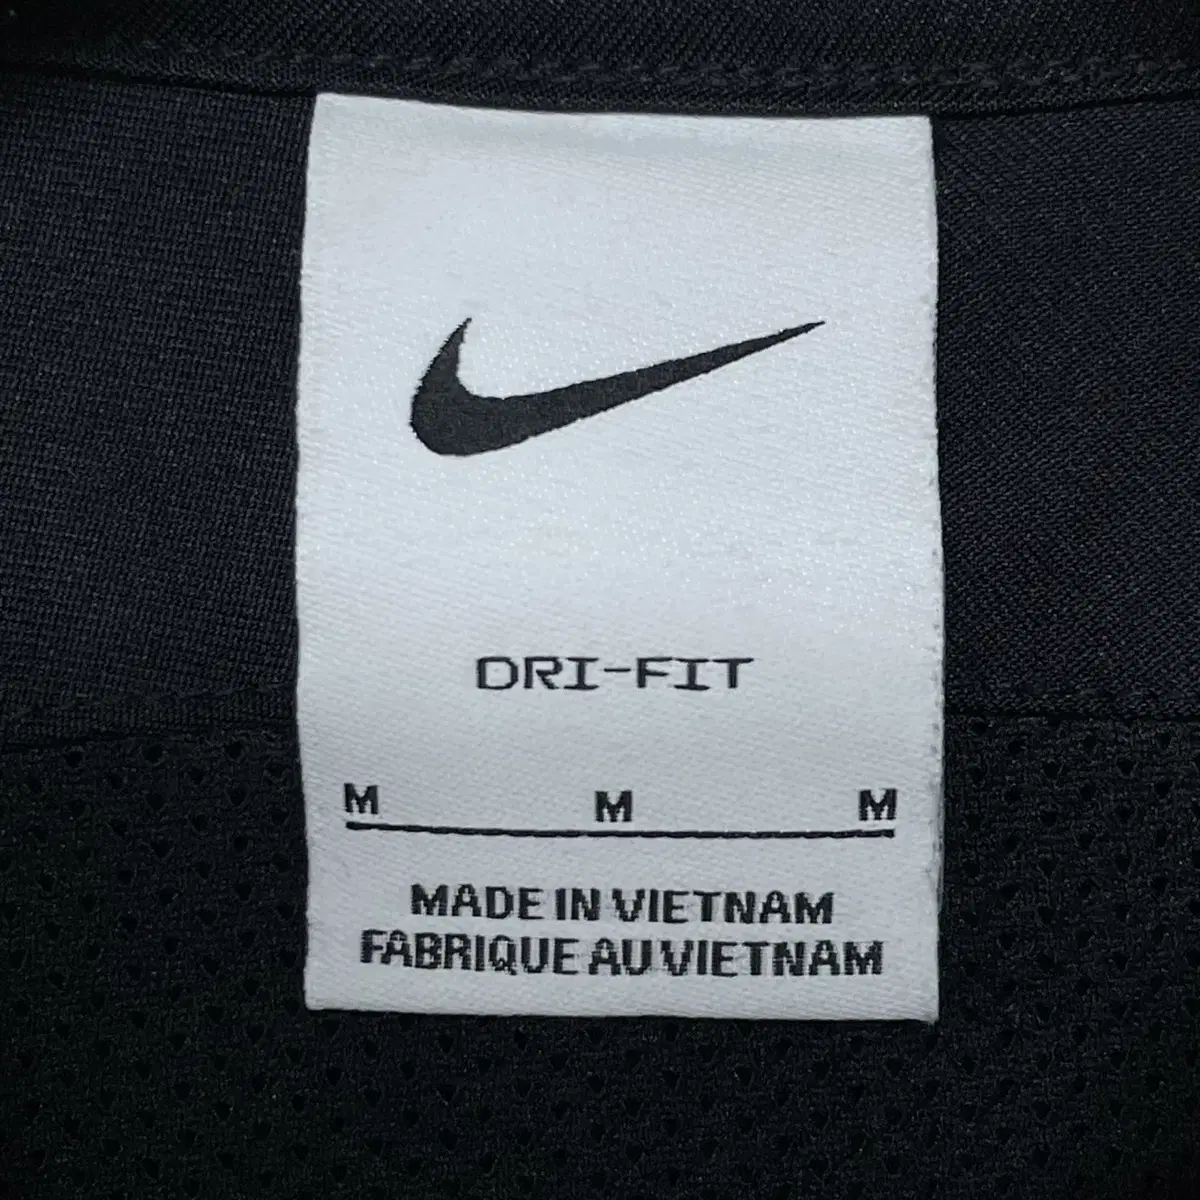 DRI-FIT
M M M
MADE IN VIETNAM
FABRIQUE AU VIETNAM